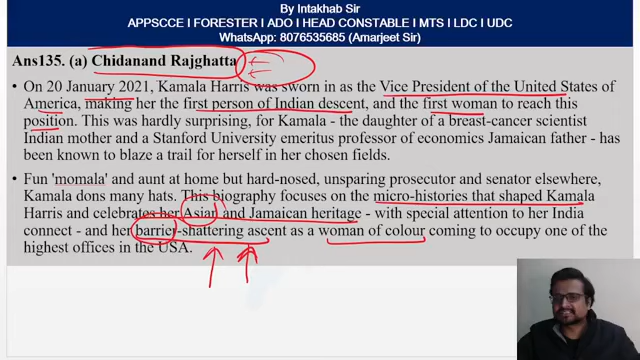 By Intakhab Sir
APPSCCE I FORESTER I ADO I HEAD CONSTABLE I MTS I LDC I UDC
WhatsApp: 8076535685 (Amarjeet Sir)
Ans135. (a) Chidanand Rajghatta
• On 20 January 2021, Kamala Harris was sworn in as the Vice President of the United States of
America, making her the first person of Indian descent, and the first woman to reach this
position. This was hardly surprising, for Kamala - the daughter of a breast-cancer scientist
Indian mother and a Stanford University emeritus professor of economics Jamaican father - has
been known to blaze a trail for herself in her chosen fields.
• Fun 'momala' and aunt at home but hard-nosed, unsparing prosecutor and senator elsewhere,
Kamala dons many hats. This biography focuses on the micro-histories that shaped Kamala
Harris and celebrates her Asian and Jamaican heritage - with special attention to her India
connect - and her barrier-shattering ascent as a woman of colour coming to occupy one of the
highest offices in the USA.